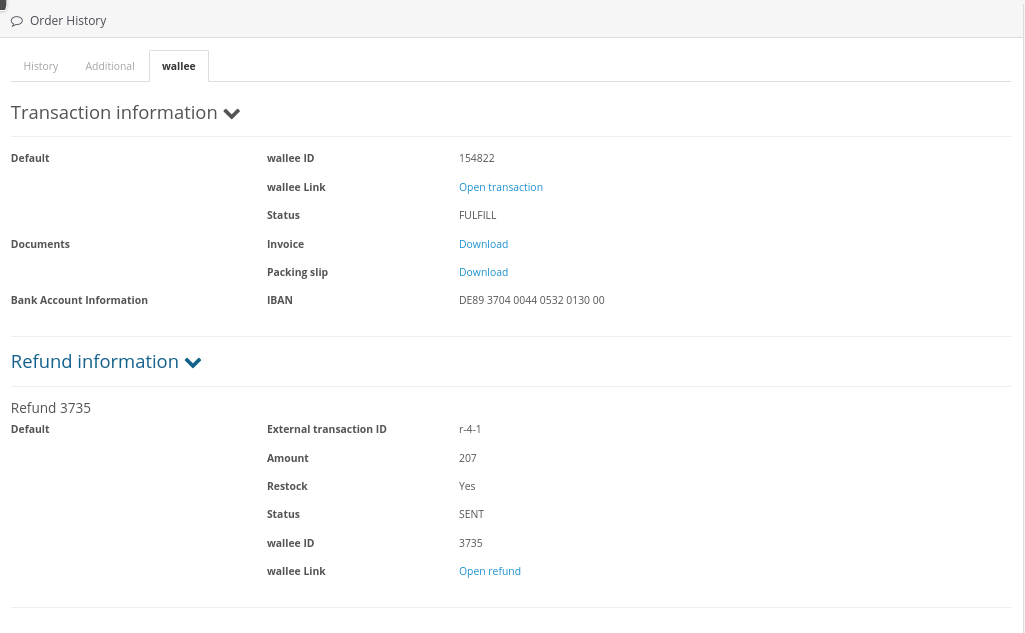 Order History
History Additional wallee
Transaction information
Default wallee ID 154822
wallee Link Open transaction
Status FULFILL
Documents Invoice Download
Packing slip Download
Bank Account Information IBAN DE89 3704 0044 0532 0130 00
Refund information
Refund 3735
Default External transaction ID r-4-1
Amount 207
Restock Yes
Status SENT
wallee ID 3735
wallee Link Open refund